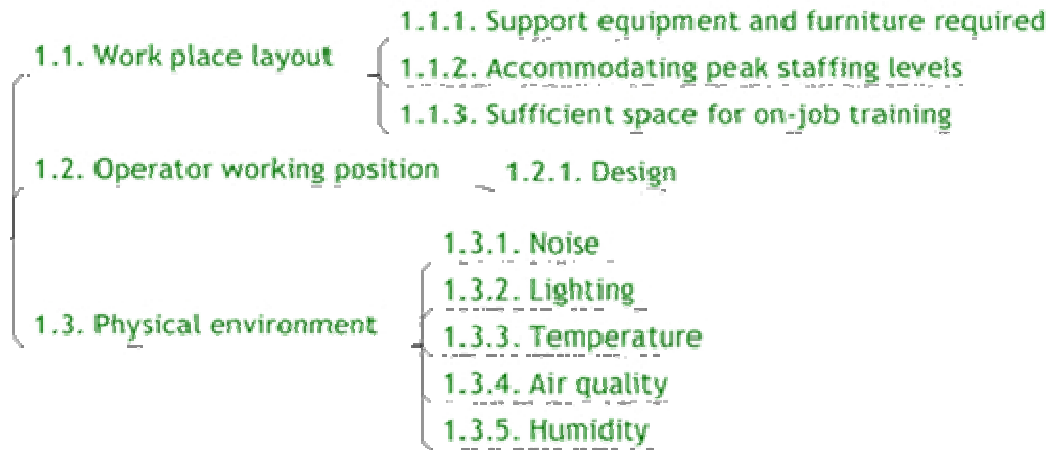 1.1. Work place layout
1.1.1. Support equipment and furniture required
1.1.2. Accommodating peak staffing levels
1.1.3. Sufficient space for on-job training
1.2. Operator working position
1.2.1. Design
1.3. Physical environment
1.3.1. Noise
1.3.2. Lighting
1.3.3. Temperature
1.3.4. Air quality
1.3.5. Humidity